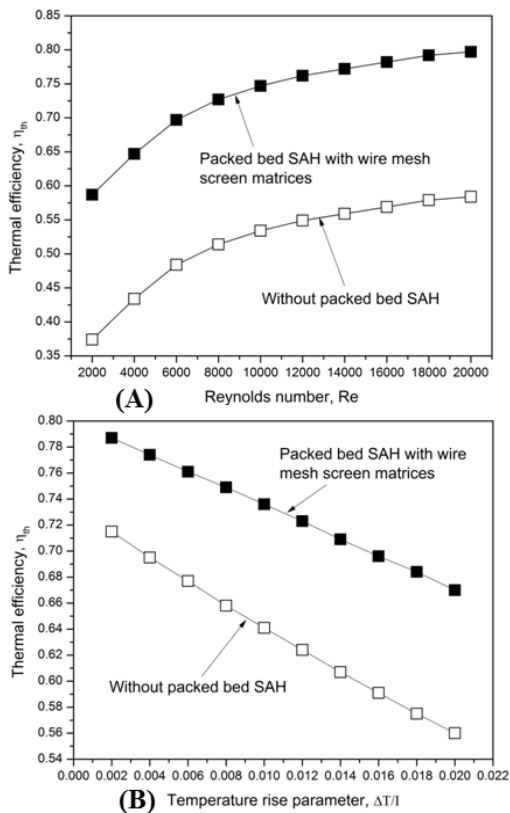 0.85
0.80
0.75
0.70
0.65
0.60
0.55
0.50
0.45
0.40
0.35
Thermal efficiency, ηth
Packed bed SAH with wire mesh
screen matrices
Without packed bed SAH
2000 4000 6000 8000 10000 12000 14000 16000 18000 20000
(A)
Reynolds number, Re
0.80
0.78
0.76
0.74
0.72
0.70
0.68
0.66
0.64
0.62
0.60
0.58
0.56
0.54
Thermal efficiency, ηth
Packed bed SAH with wire
mesh screen matrices
Without packed bed SAH
0.000 0.002 0.004 0.006 0.008 0.010 0.012 0.014 0.016 0.018 0.020 0.022
(B)
Temperature rise parameter, ΔT/I